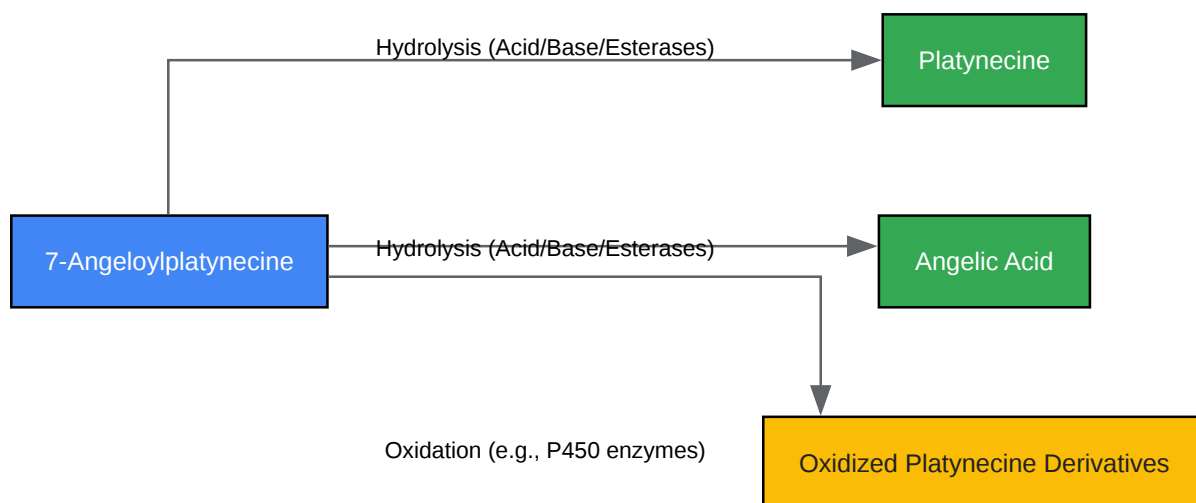 Hydrolysis (Acid/Base/Esterases)
Platynecine
7-Angeloylplatynecine
Hydrolysis (Acid/Base/Esterases)
Angelic Acid
Oxidation (e.g., P450 enzymes)
Oxidized Platynecine Derivatives